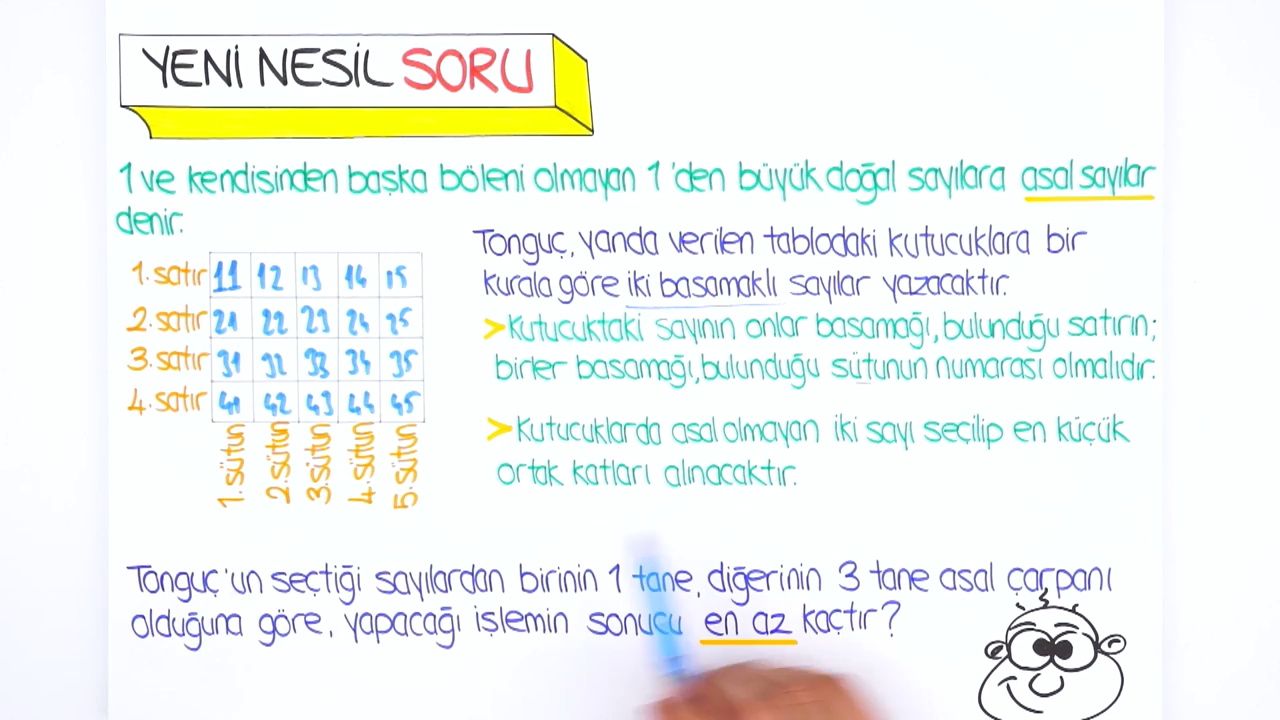 YENİ NESİL SORU
1 ve kendisinden başka böleni olmayan 1'den büyük doğal sayılara asal sayılar
denir.
Tonguç, yanda verilen tablodaki kutucuklara bir
kurala göre iki basamaklı sayılar yazacaktır.
➤Kutucuktaki sayının onlar basamağı, bulunduğu satırın;
birler basamağı, bulunduğu sütunun numarası olmalıdır.
➤Kutucuklarda asal olmayan iki sayı seçilip en küçük
ortak katları alınacaktır.
1. satır 11 12 13 14 15
2. satır 21 22 23 24 25
3. satır 31 32 33 34 35
4. satır 41 42 43 44 45
1. sütun 2. sütun 3. sütun 4. sütun 5. sütun
Tonguç'un seçtiği sayılardan birinin 1 tane, diğerinin 3 tane asal çarpanı
olduğuna göre, yapacağı işlemin sonucu en az kaçtır?